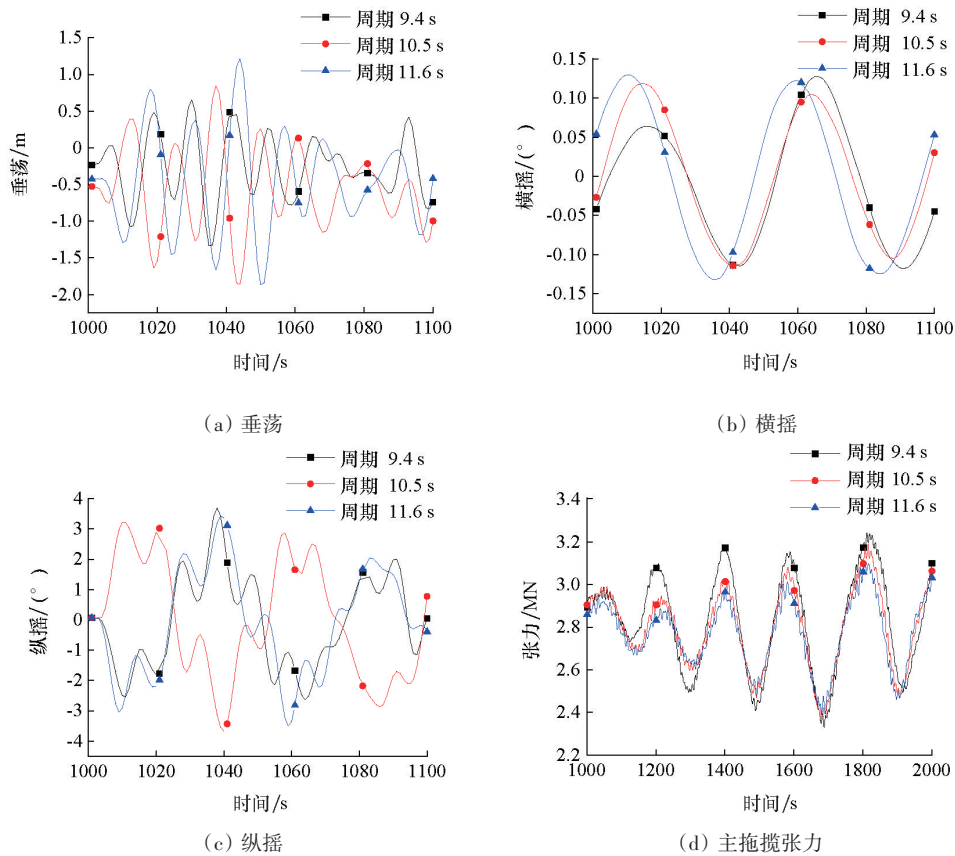 周期 9.4 s
周期 10.5 s
周期 11.6 s
垂荡/m
1.5
1.0
0.5
0
-0.5
-1.0
-1.5
-2.0
1000 1020 1040 1060 1080 1100
时间/s
(a) 垂荡
周期 9.4 s
周期 10.5 s
周期 11.6 s
横摇/(°)
0.15
0.10
0.05
0
-0.05
-0.10
-0.15
1000 1020 1040 1060 1080 1100
时间/s
(b) 横摇
周期 9.4 s
周期 10.5 s
周期 11.6 s
纵摇/(°)
4
3
2
1
0
-1
-2
-3
-4
1000 1020 1040 1060 1080 1100
时间/s
(c) 纵摇
周期 9.4 s
周期 10.5 s
周期 11.6 s
张力/MN
3.4
3.2
3.0
2.8
2.6
2.4
2.2
1000 1200 1400 1600 1800 2000
时间/s
(d) 主拖揽张力